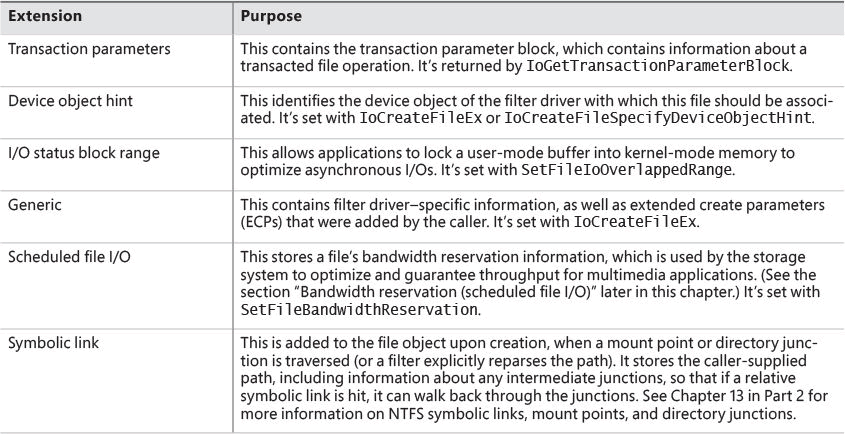 Extension Purpose
Transaction parameters This contains the transaction parameter block, which contains information about a
transacted file operation. It’s returned by IoGetTransactionParameterBlock.
Device object hint This identifies the device object of the filter driver with which this file should be associ-
ated. It’s set with IoCreateFileEx or IoCreateFileSpecifyDeviceObjectHint.
I/O status block range This allows applications to lock a user-mode buffer into kernel-mode memory to
optimize asynchronous I/Os. It’s set with SetFileIoOverlappedRange.
Generic This contains filter driver–specific information, as well as extended create parameters
(ECPs) that were added by the caller. It’s set with IoCreateFileEx.
Scheduled file I/O This stores a file’s bandwidth reservation information, which is used by the storage
system to optimize and guarantee throughput for multimedia applications. (See the
section “Bandwidth reservation (scheduled file I/O)” later in this chapter.) It’s set with
SetFileBandwidthReservation.
Symbolic link This is added to the file object upon creation, when a mount point or directory junc-
tion is traversed (or a filter explicitly reparses the path). It stores the caller-supplied
path, including information about any intermediate junctions, so that if a relative
symbolic link is hit, it can walk back through the junctions. See Chapter 13 in Part 2 for
more information on NTFS symbolic links, mount points, and directory junctions.